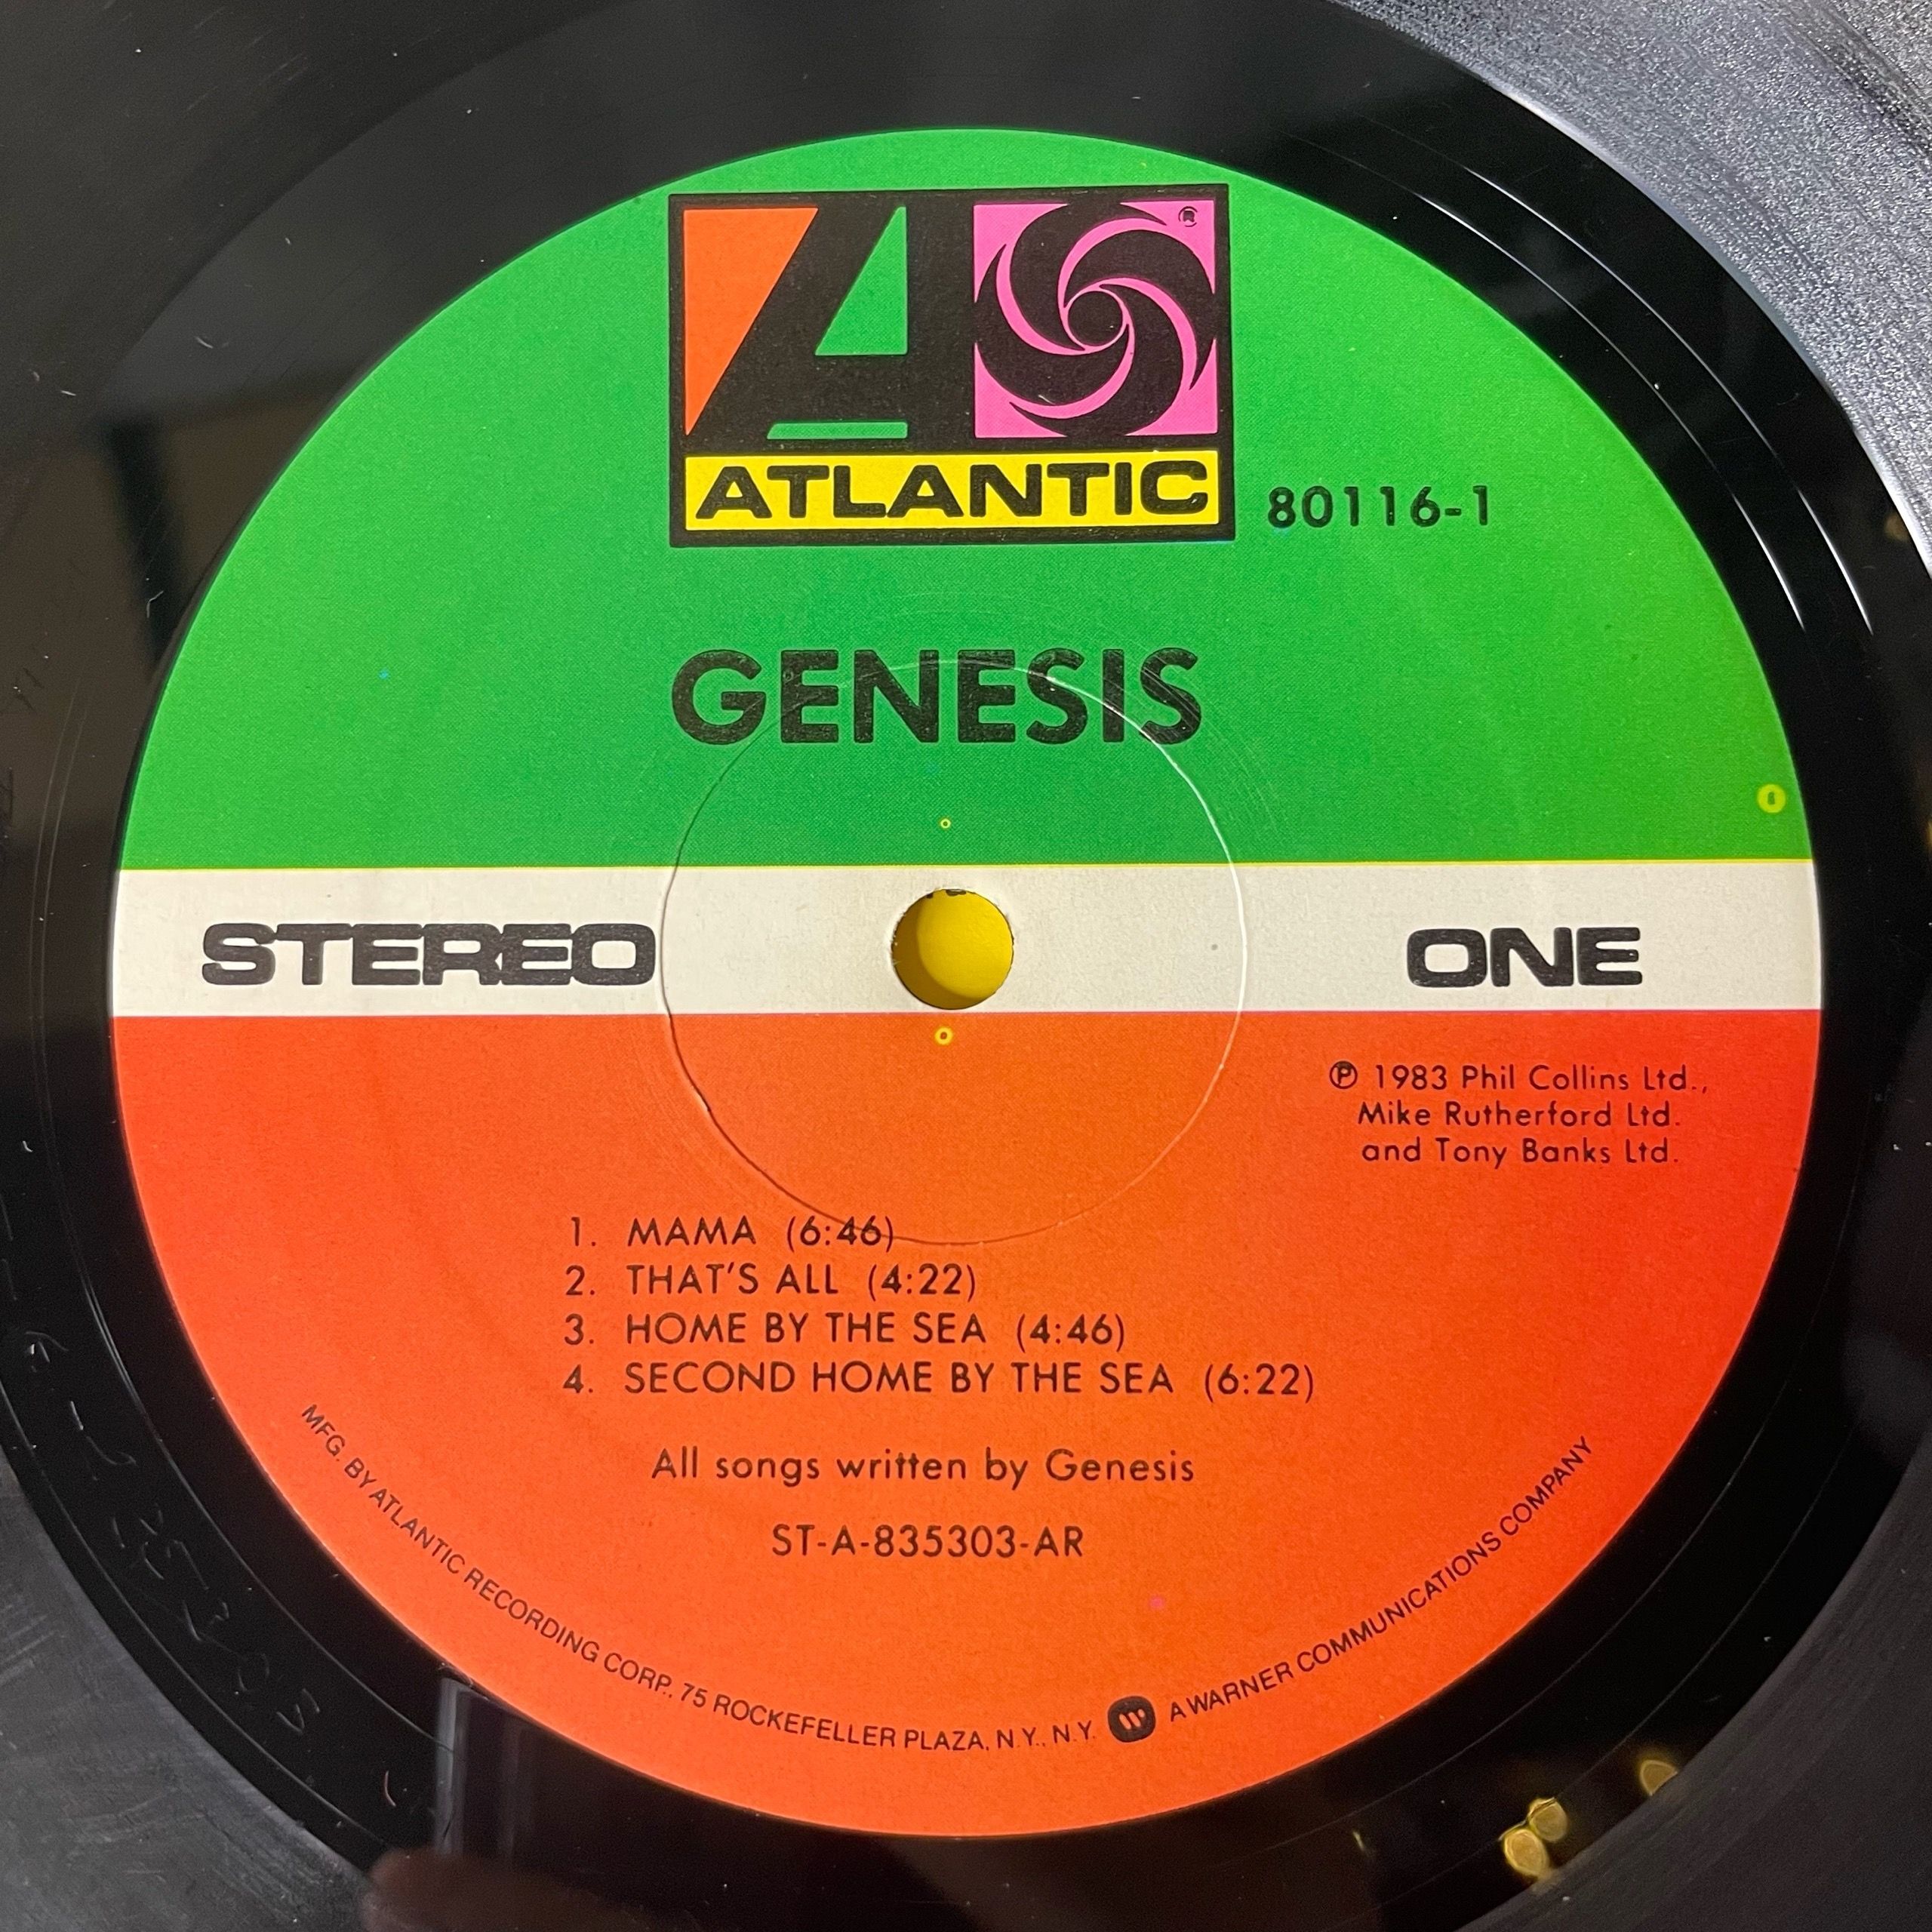 ATLANTIC
80116-1
GENESIS
STEREO
ONE
℗ 1983 Phil Collins Ltd.,
Mike Rutherford Ltd.
and Tony Banks Ltd.
1. MAMA (6:46)
2. THAT'S ALL (4:22)
3. HOME BY THE SEA (4:46)
4. SECOND HOME BY THE SEA (6:22)
All songs written by Genesis
ST-A-835303-AR
MFG. BY ATLANTIC RECORDING CORP., 75 ROCKEFELLER PLAZA, N.Y., N.Y. A WARNER COMMUNICATIONS COMPANY